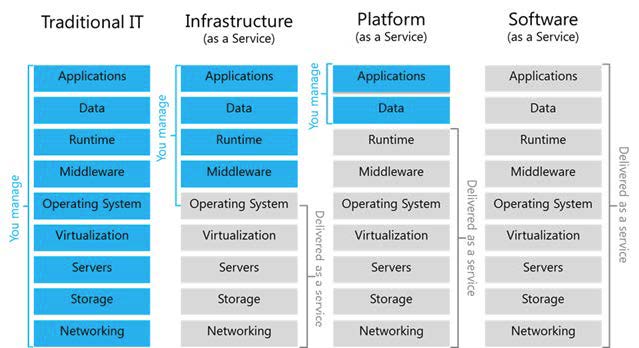 Traditional IT
Infrastructure
(as a Service)
Platform
(as a Service)
Software
(as a Service)
You manage
Applications
Data
Runtime
Middleware
Operating System
Virtualization
Servers
Storage
Networking
You manage
Applications
Data
Runtime
Middleware
Operating System
Virtualization
Servers
Storage
Networking
Delivered as a service
You manage
Applications
Data
Runtime
Middleware
Operating System
Virtualization
Servers
Storage
Networking
Delivered as a service
Applications
Data
Runtime
Middleware
Operating System
Virtualization
Servers
Storage
Networking
Delivered as a service